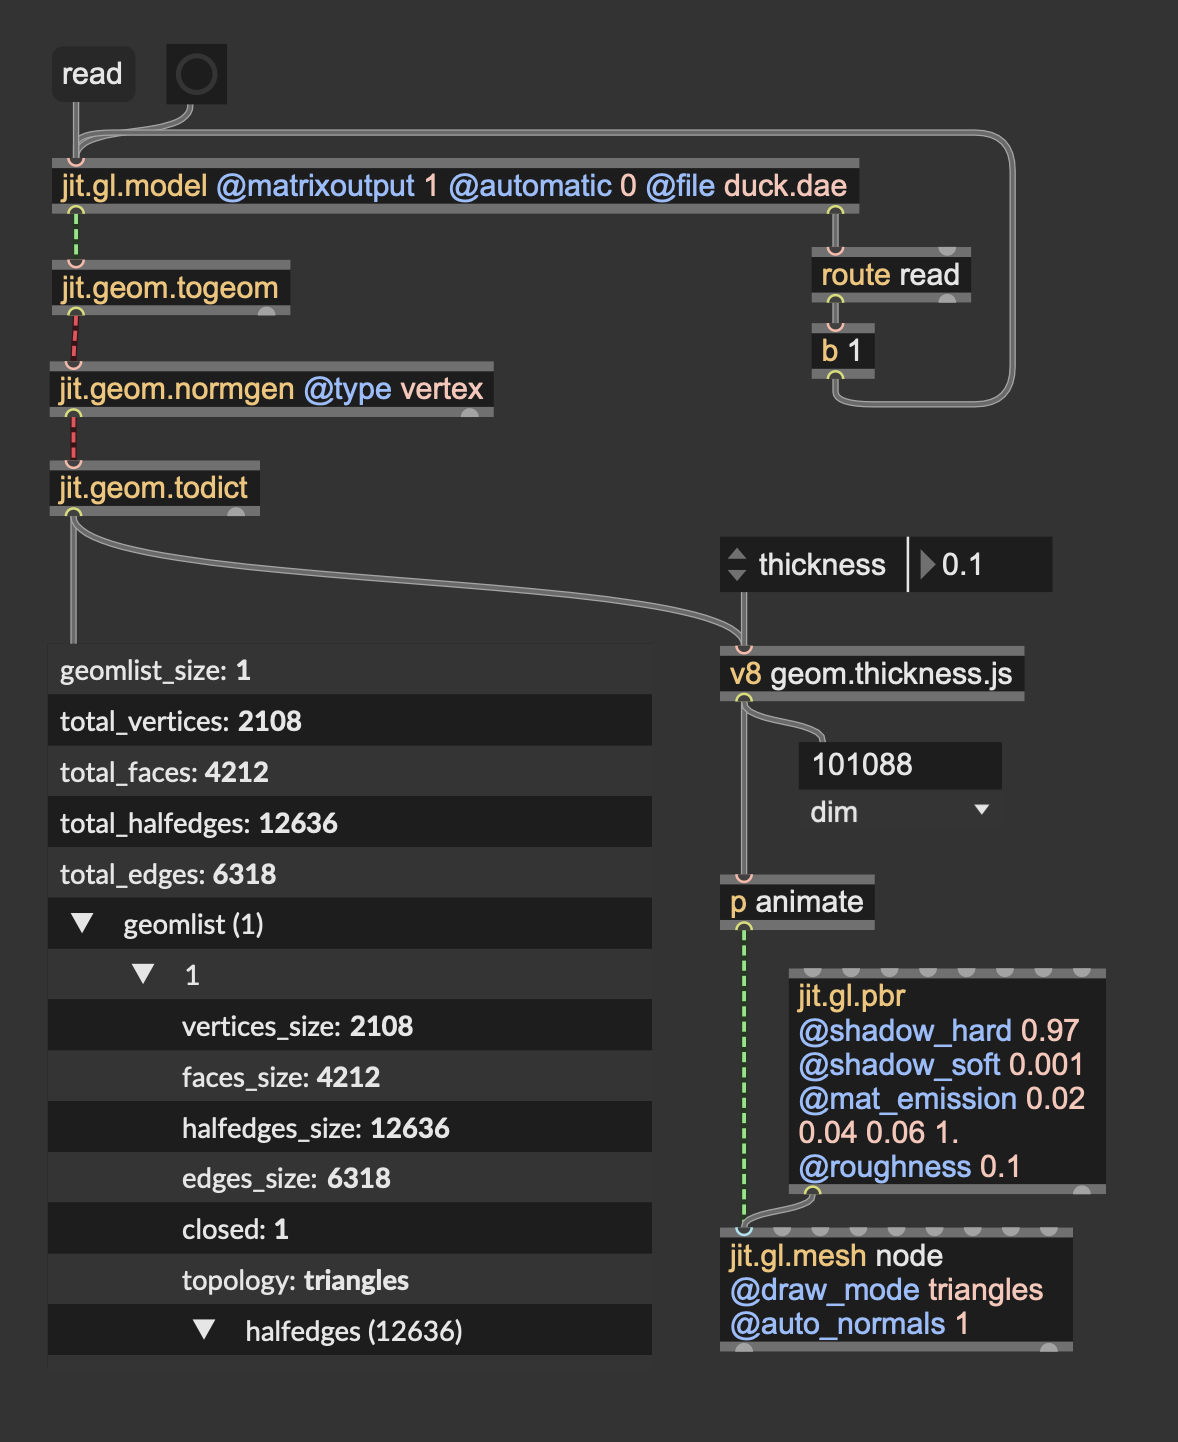 read
jit.gl.model @matrixoutput 1 @automatic 0 @file duck.dae
jit.geom.togeom
route read
b 1
jit.geom.normgen @type vertex
jit.geom.todict
thickness 0.1
v8 geom.thickness.js
101088
dim
geomlist_size: 1
total_vertices: 2108
total_faces: 4212
total_halfedges: 12636
total_edges: 6318
geomlist (1)
1
vertices_size: 2108
faces_size: 4212
halfedges_size: 12636
edges_size: 6318
closed: 1
topology: triangles
halfedges (12636)
p animate
jit.gl.pbr
@shadow_hard 0.97
@shadow_soft 0.001
@mat_emission 0.02
0.04 0.06 1.
@roughness 0.1
jit.gl.mesh node
@draw_mode triangles
@auto_normals 1